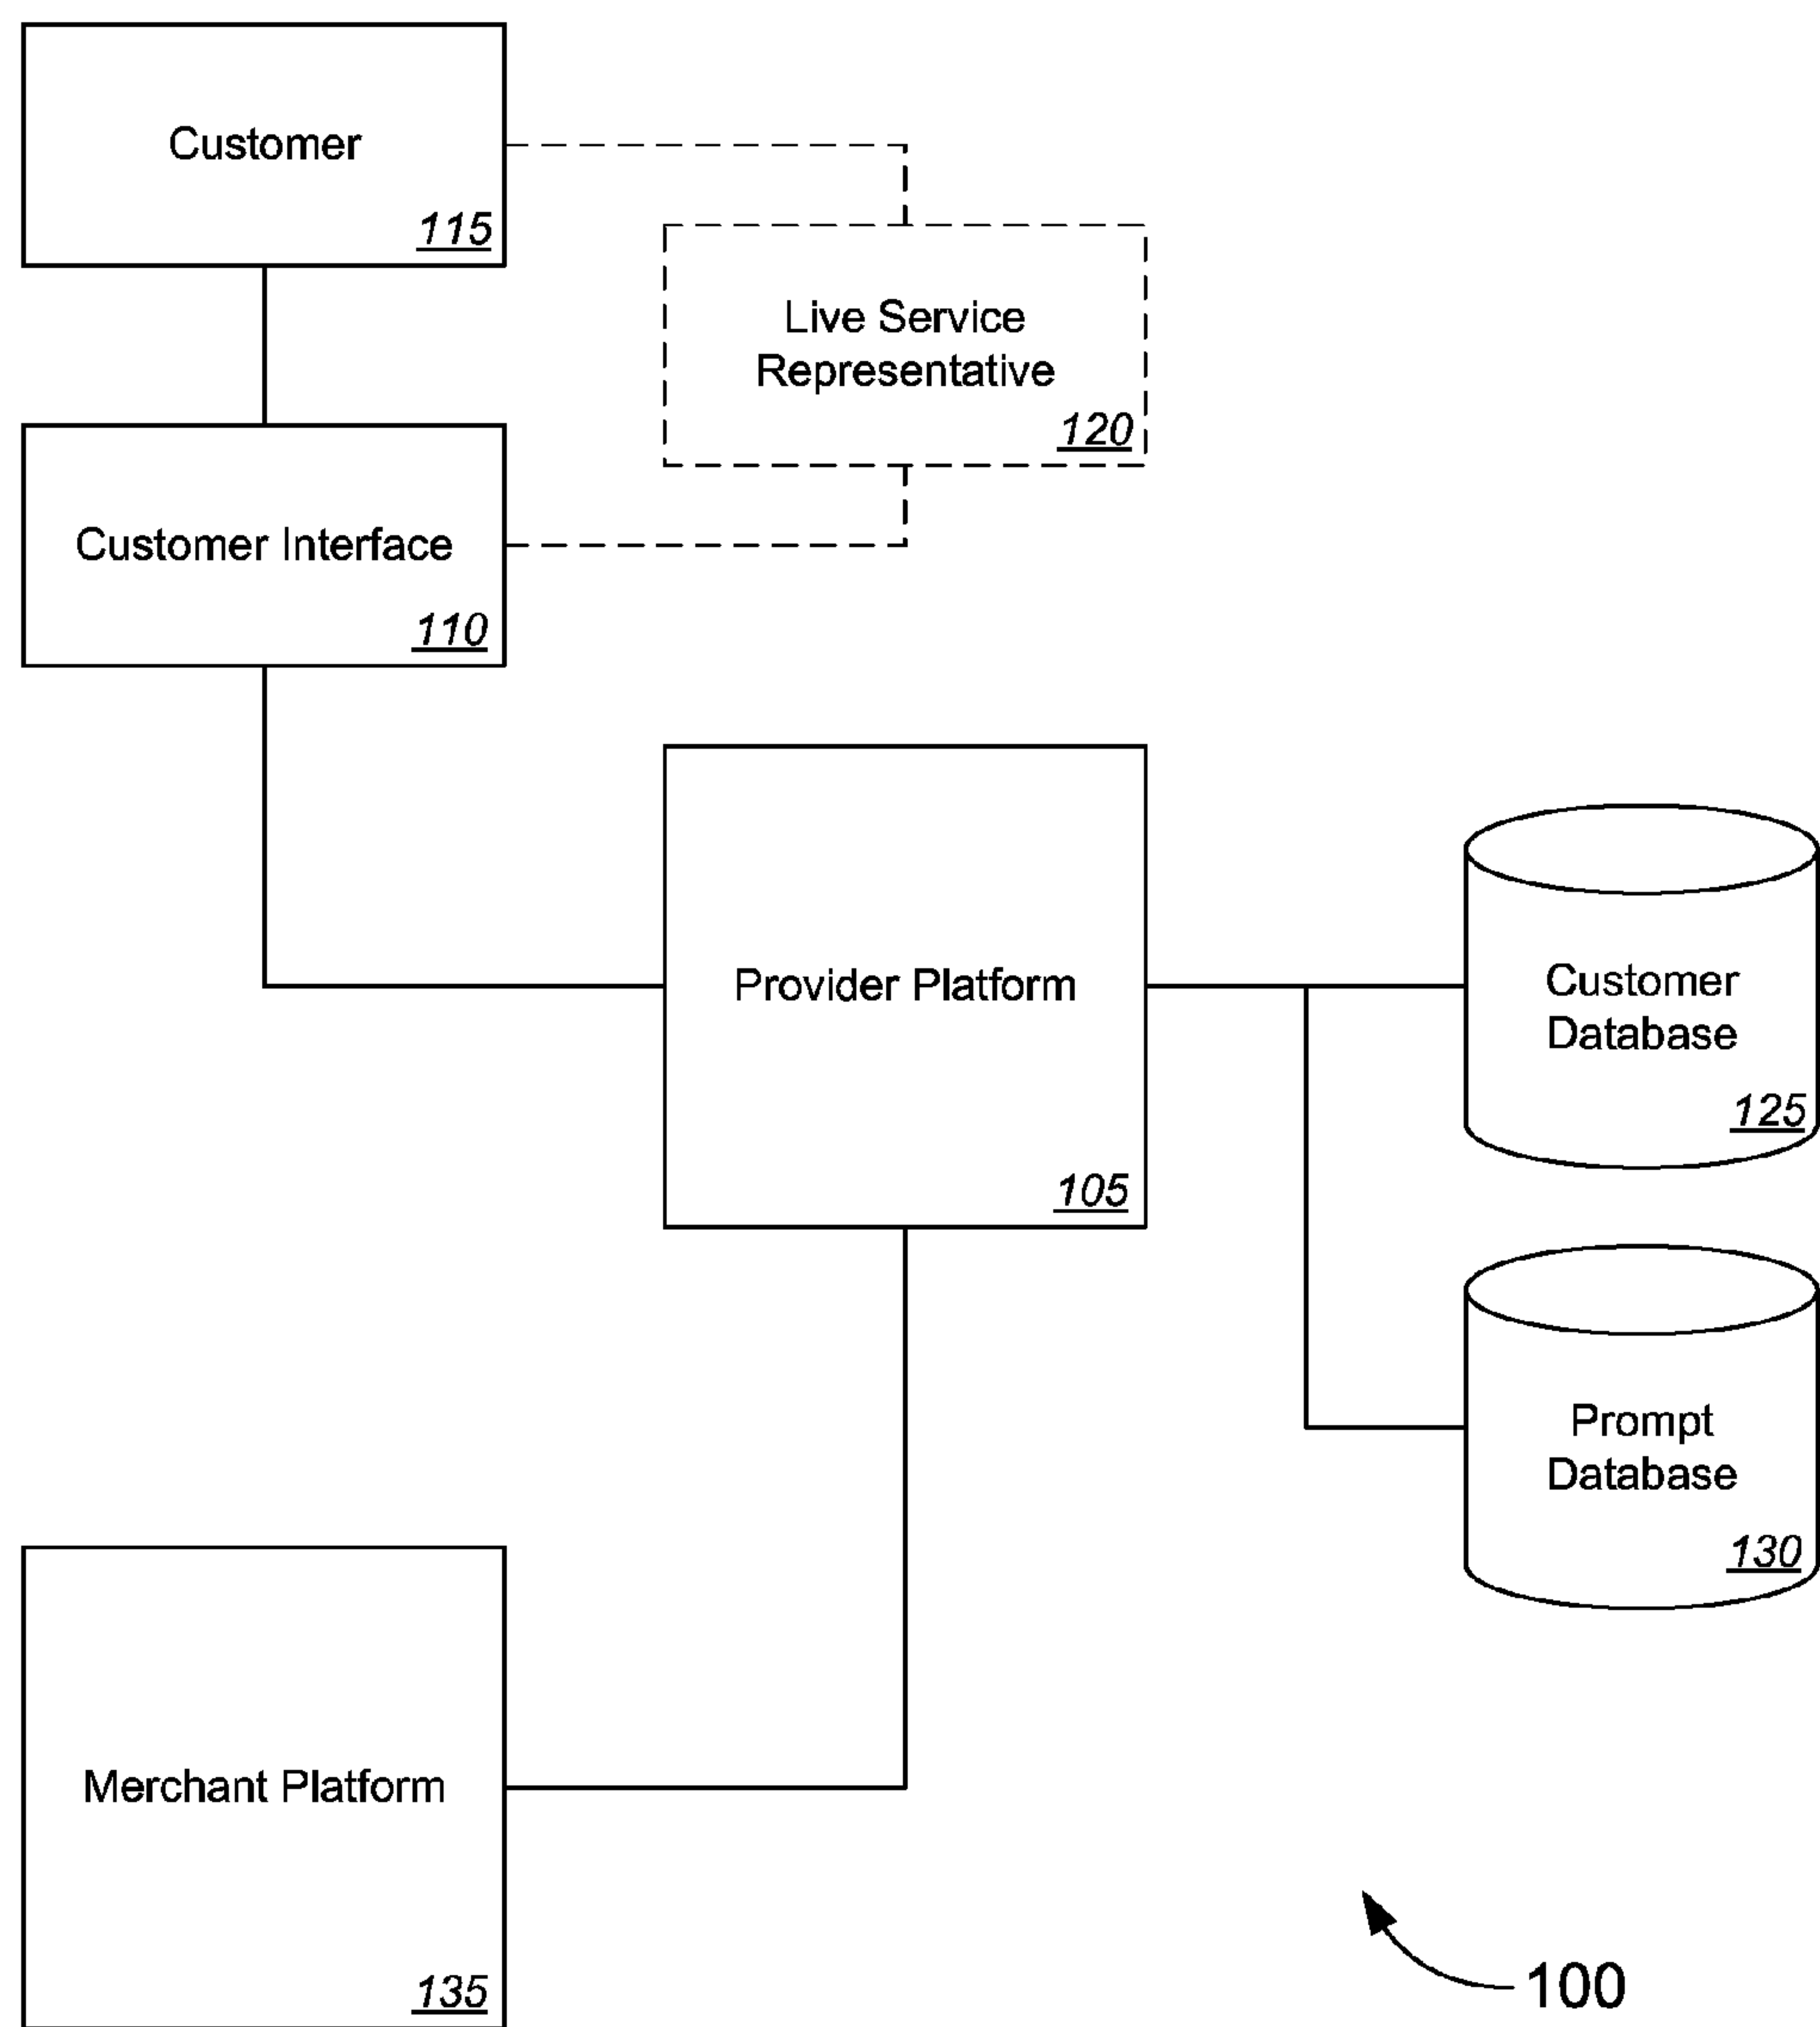 Customer
115
Live Service
Representative
120
Customer Interface
110
Provider Platform
105
Customer
Database
125
Prompt
Database
130
Merchant Platform
135
100